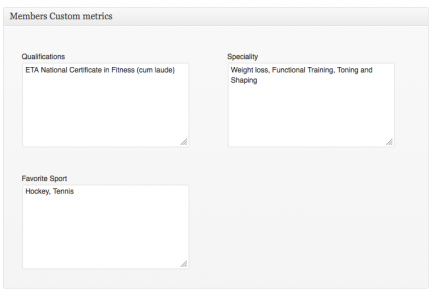 Members Custom metrics
Qualifications
ETA National Certificate in Fitness (cum laude)
Speciality
Weight loss, Functional Training, Toning and
Shaping
Favorite Sport
Hockey, Tennis